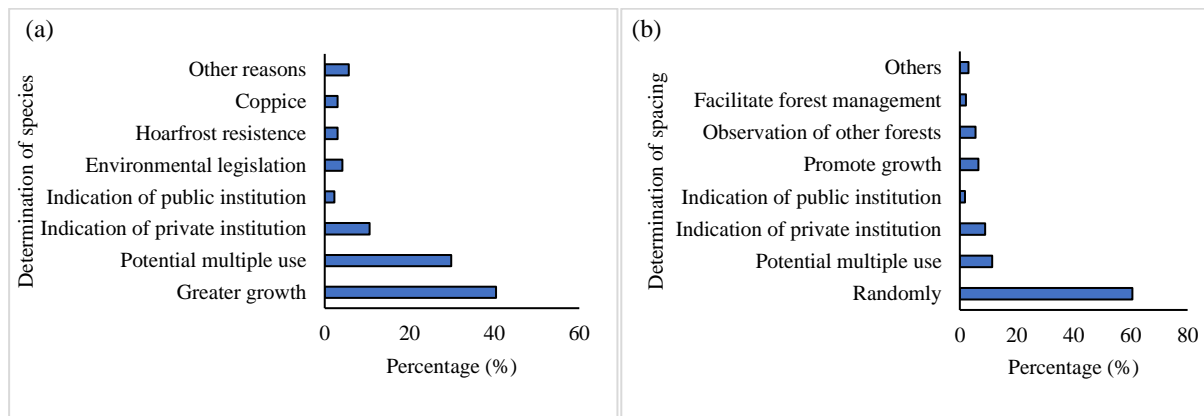 (a)
Determination of species
Other reasons
Coppice
Hoarfrost resistence
Environmental legislation
Indication of public institution
Indication of private institution
Potential multiple use
Greater growth
0 20 40 60
Percentage (%)
(b)
Determination of spacing
Others
Facilitate forest management
Observation of other forests
Promote growth
Indication of public institution
Indication of private institution
Potential multiple use
Randomly
0 20 40 60 80
Percentage (%)